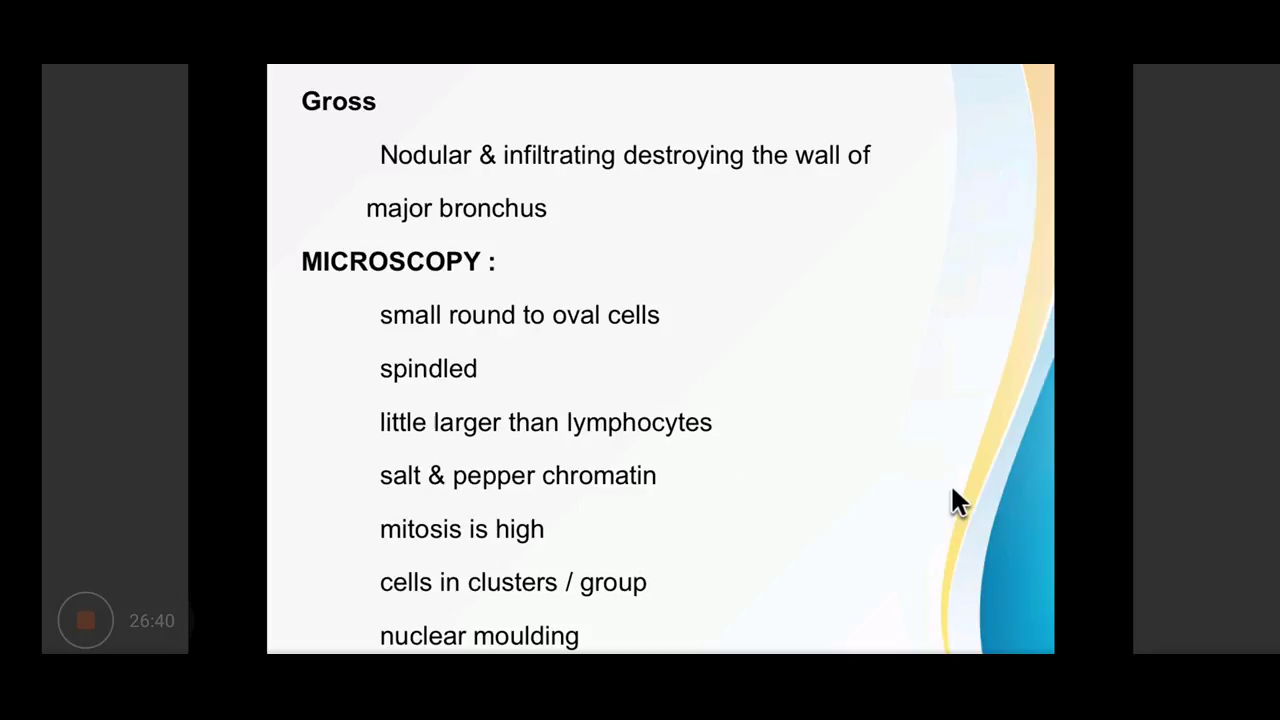 Gross
Nodular & infiltrating destroying the wall of
major bronchus
MICROSCOPY :
small round to oval cells
spindled
little larger than lymphocytes
salt & pepper chromatin
mitosis is high
cells in clusters / group
nuclear moulding
26:40